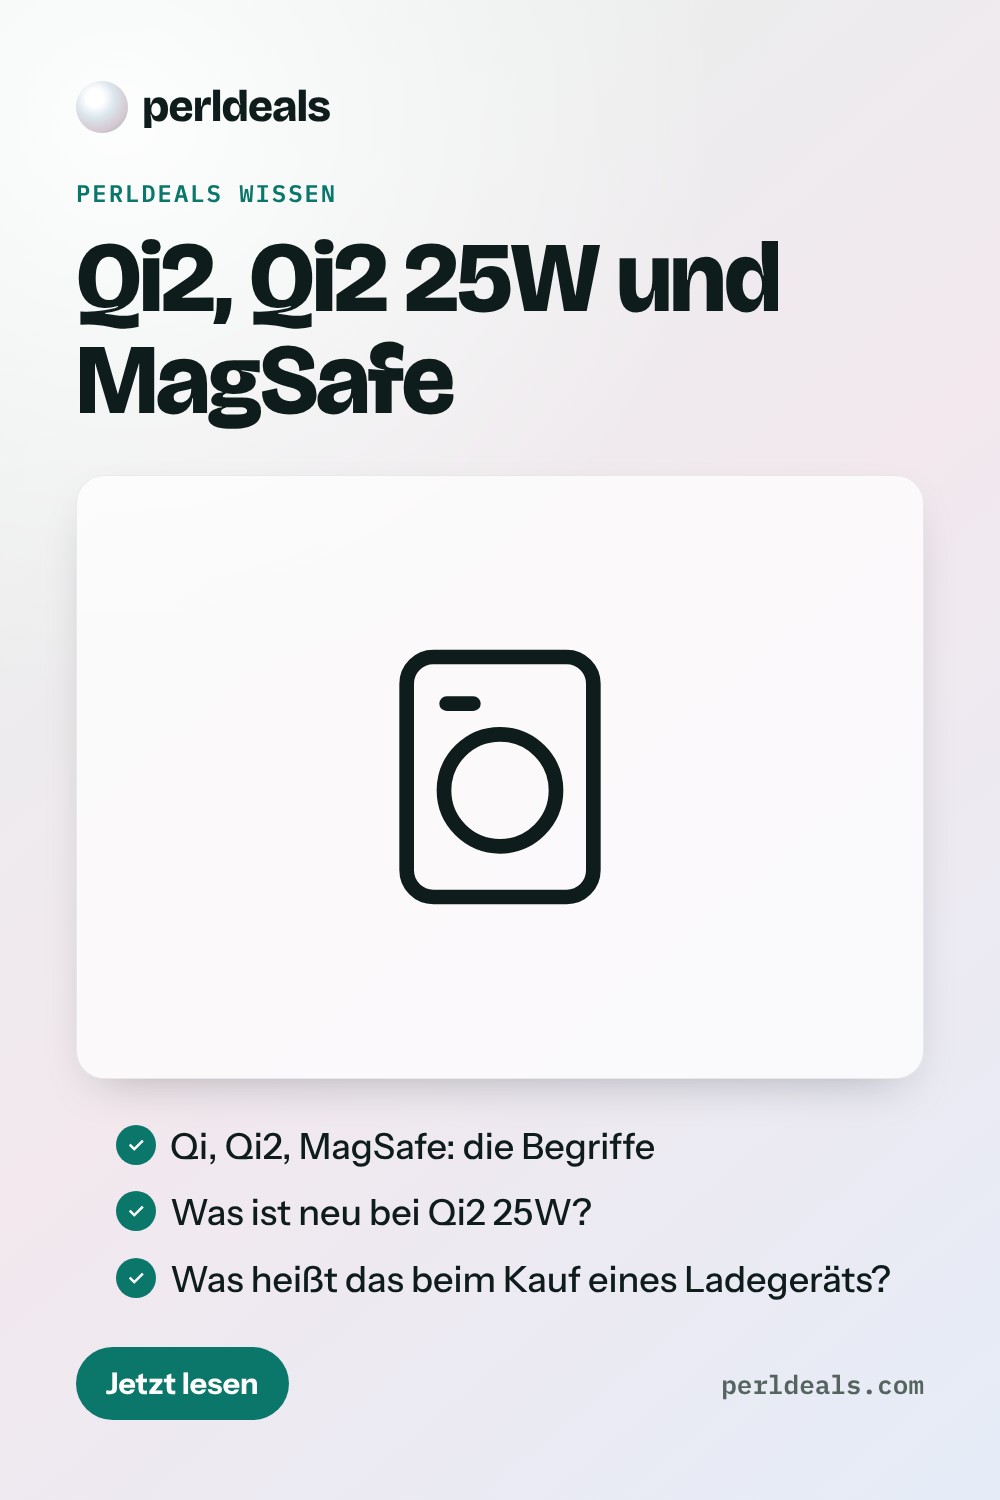 perldeals
PERLDEALS WISSEN
Qi2, Qi2 25W und
MagSafe
Qi, Qi2, MagSafe: die Begriffe
Was ist neu bei Qi2 25W?
Was heißt das beim Kauf eines Ladegeräts?
Jetzt lesen
perldeals.com